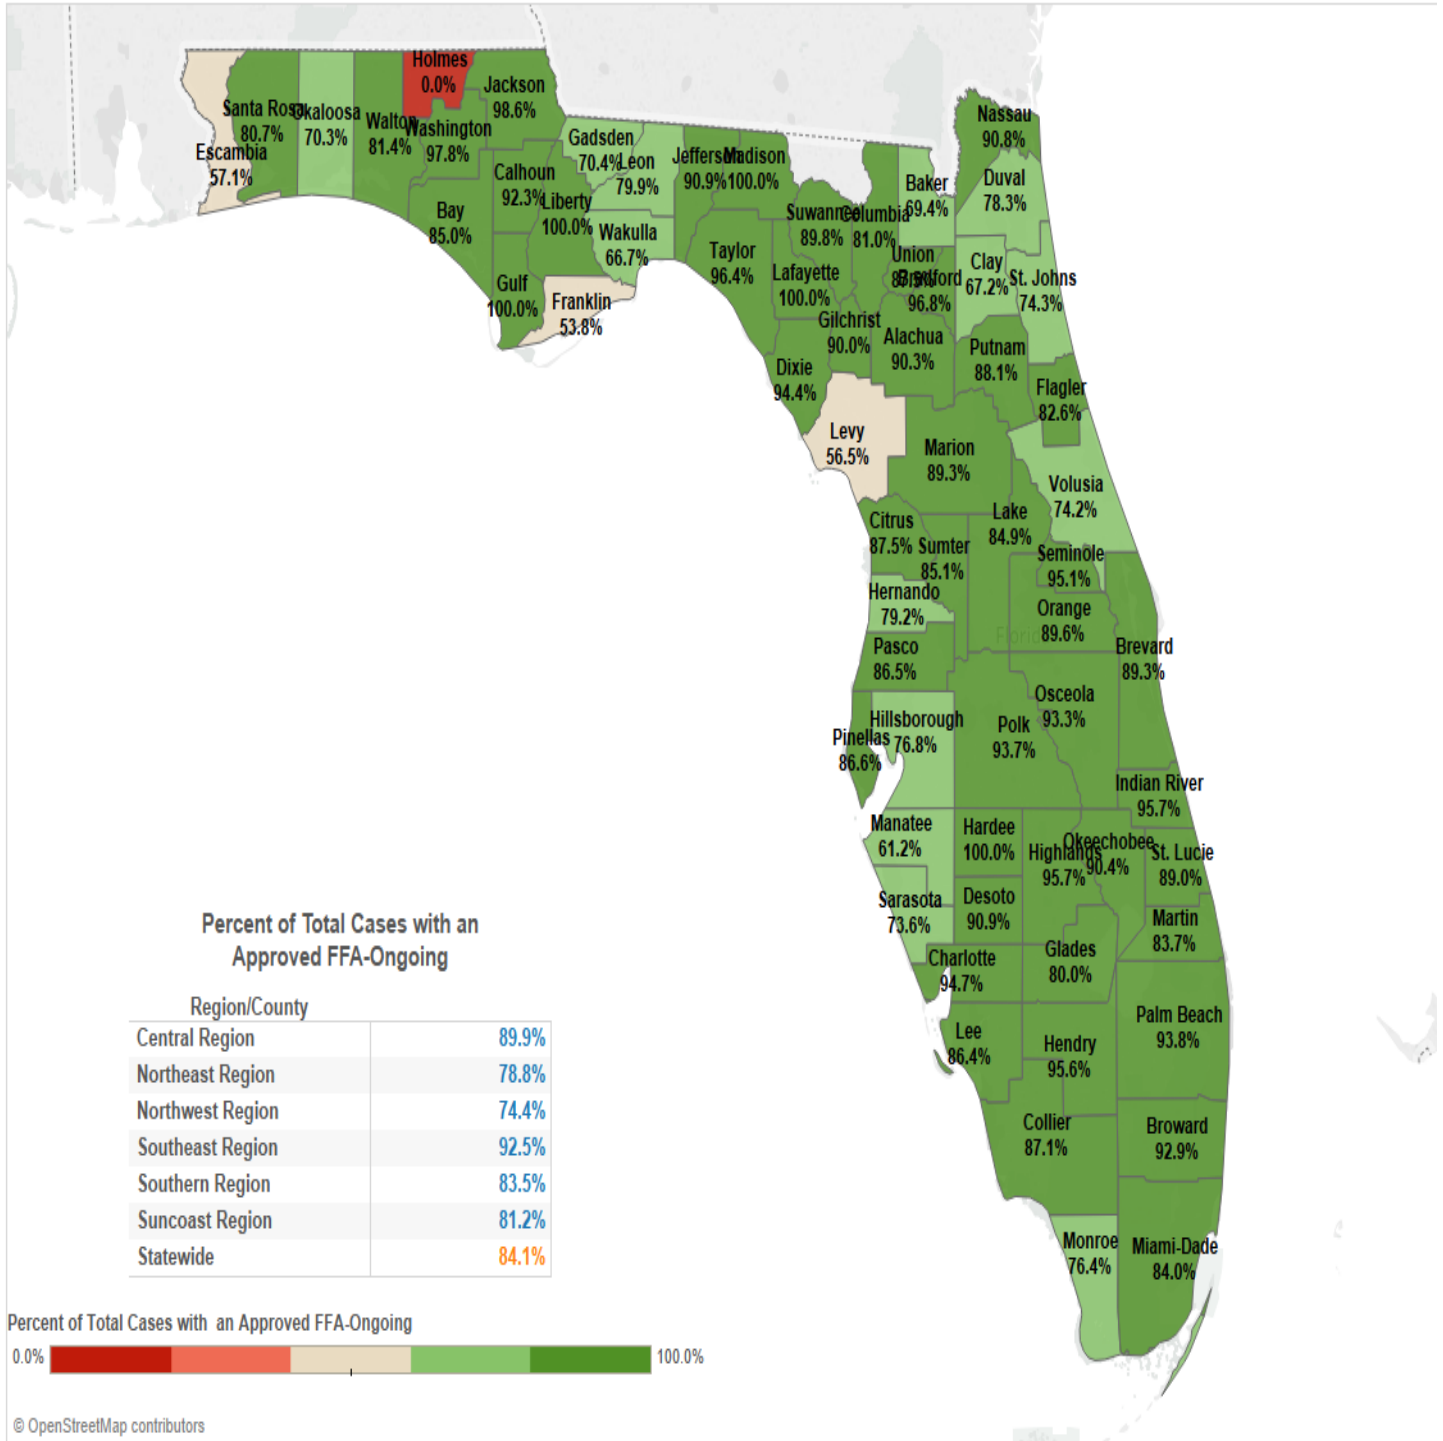 Holmes
0.0%
Jackson
98.6%
Santa Rosa
80.7%
Okaloosa
70.3%
Walton
81.4%
Washington
97.8%
Escambia
57.1%
Calhoun
92.3%
Bay
85.0%
Liberty
100.0%
Gulf
100.0%
Franklin
53.8%
Gadsden
70.4%
Leon
79.9%
Wakulla
66.7%
Jefferson
90.9%
Madison
100.0%
Taylor
96.4%
Suwannee
89.8%
Columbia
81.0%
Lafayette
100.0%
Baker
69.4%
Nassau
90.8%
Duval
78.3%
Union
Bradford
96.8%
Clay
67.2%
St. Johns
74.3%
Gilchrist
90.0%
Alachua
90.3%
Putnam
88.1%
Dixie
94.4%
Flagler
82.6%
Levy
56.5%
Marion
89.3%
Volusia
74.2%
Citrus
87.5%
Sumter
85.1%
Lake
84.9%
Seminole
95.1%
Hernando
79.2%
Orange
89.6%
Florid
Pasco
86.5%
Brevard
89.3%
Osceola
93.3%
Polk
93.7%
Hillsborough
76.8%
Pinellas
86.6%
Indian River
95.7%
Manatee
61.2%
Hardee
100.0%
Highlands
95.7%
Okeechobee
90.4%
St. Lucie
89.0%
Sarasota
73.6%
Desoto
90.9%
Martin
83.7%
Charlotte
94.7%
Glades
80.0%
Palm Beach
93.8%
Lee
86.4%
Hendry
95.6%
Collier
87.1%
Broward
92.9%
Monroe
76.4%
Miami-Dade
84.0%
Percent of Total Cases with an
Approved FFA-Ongoing
Region/County
Central Region 89.9%
Northeast Region 78.8%
Northwest Region 74.4%
Southeast Region 92.5%
Southern Region 83.5%
Suncoast Region 81.2%
Statewide 84.1%
Percent of Total Cases with an Approved FFA-Ongoing
0.0% 100.0%
© OpenStreetMap contributors